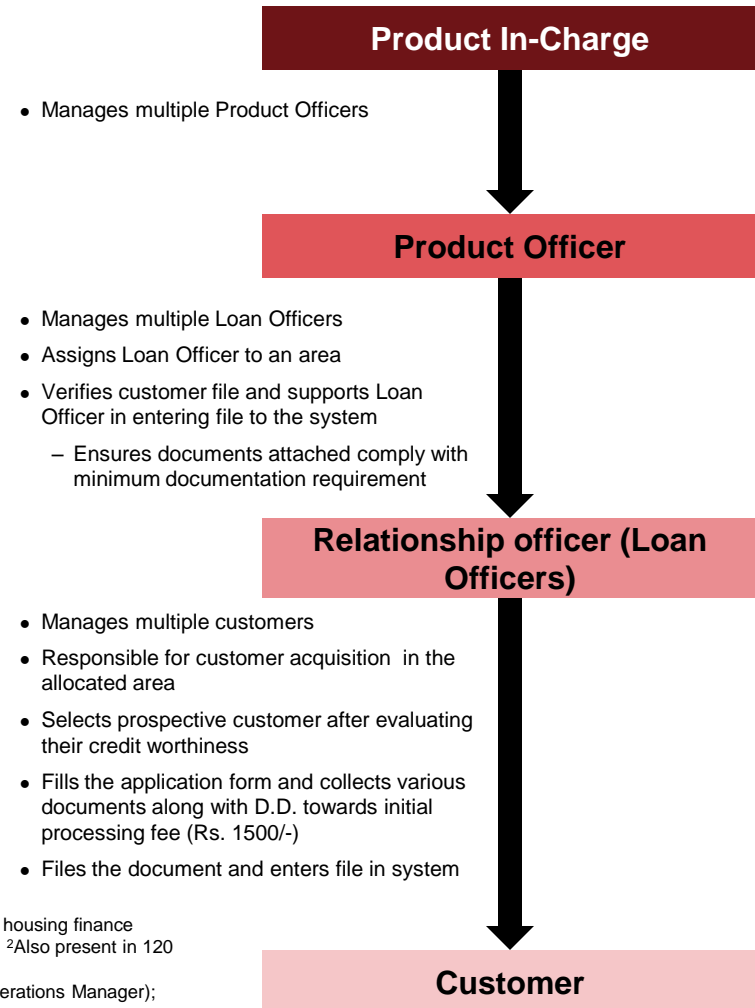 Product In-Charge
● Manages multiple Product Officers
Product Officer
● Manages multiple Loan Officers
● Assigns Loan Officer to an area
● Verifies customer file and supports Loan
Officer in entering file to the system
– Ensures documents attached comply with
minimum documentation requirement
Relationship officer (Loan
Officers)
● Manages multiple customers
● Responsible for customer acquisition in the
allocated area
● Selects prospective customer after evaluating
their credit worthiness
● Fills the application form and collects various
documents along with D.D. towards initial
processing fee (Rs. 1500/-)
● Files the document and enters file in system
housing finance
²Also present in 120
erations Manager);
Customer